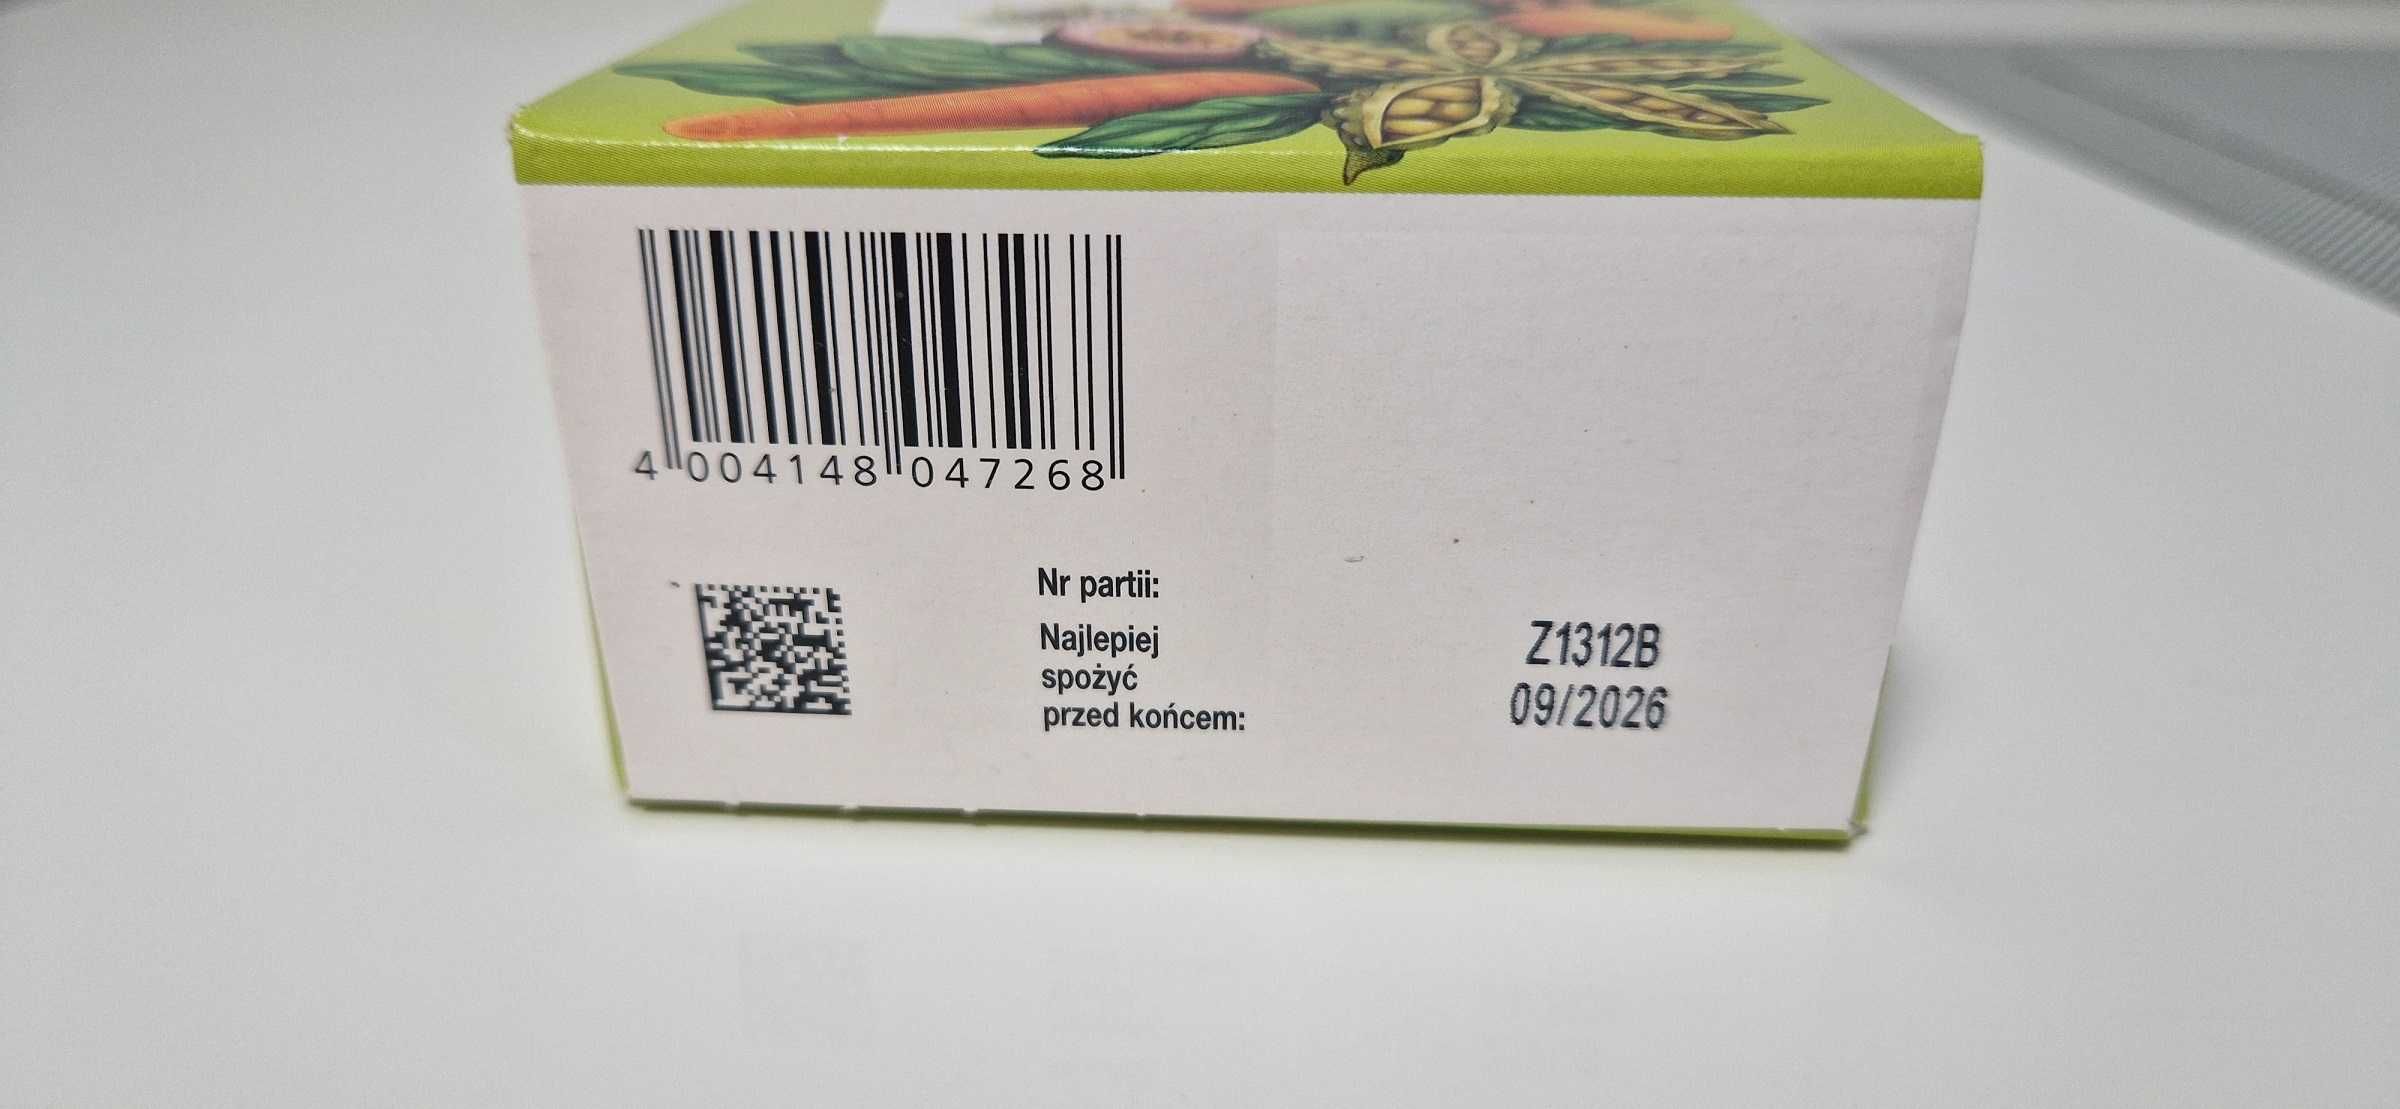 4 004148 047268
Nr partii:
Najlepiej
spożyć
przed końcem:
Z1312B
09/2026